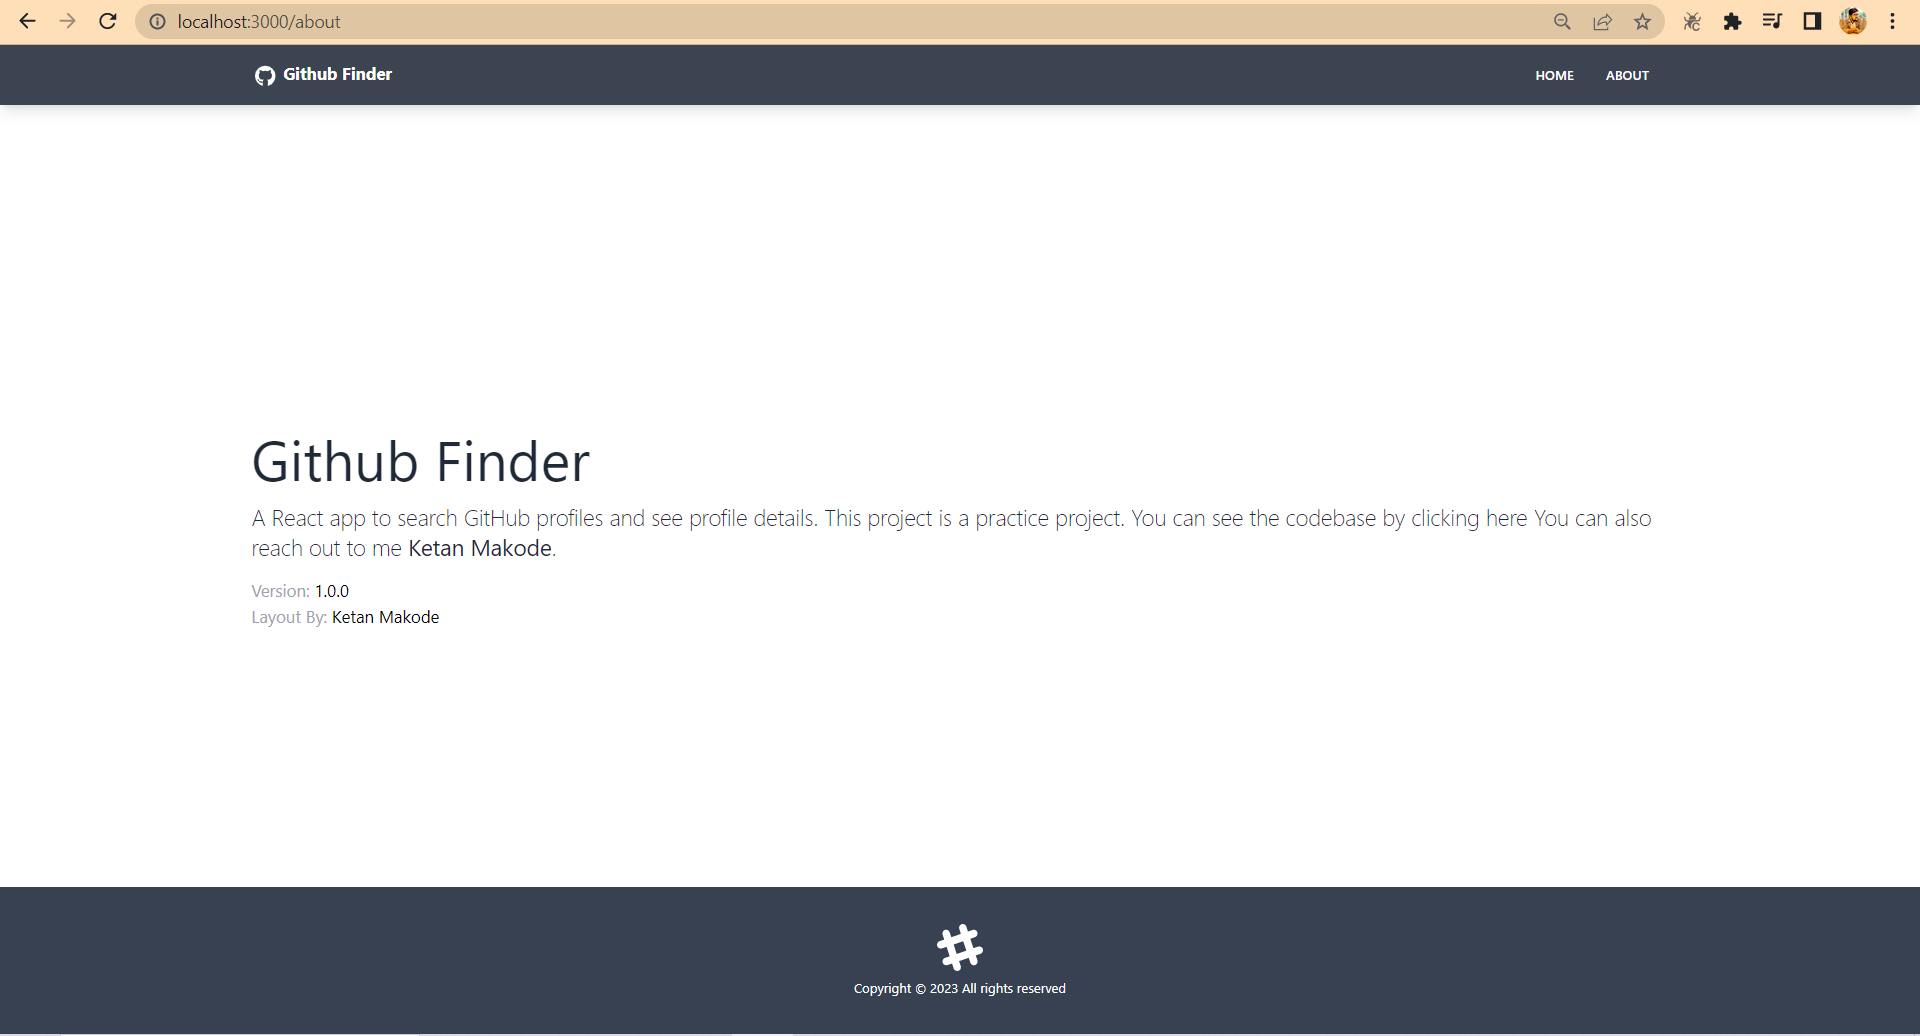 localhost:3000/about
Github Finder
HOME
ABOUT
Github Finder
A React app to search GitHub profiles and see profile details. This project is a practice project. You can see the codebase by clicking here You can also
reach out to me Ketan Makode.
Version: 1.0.0
Layout By: Ketan Makode
Copyright © 2023 All rights reserved